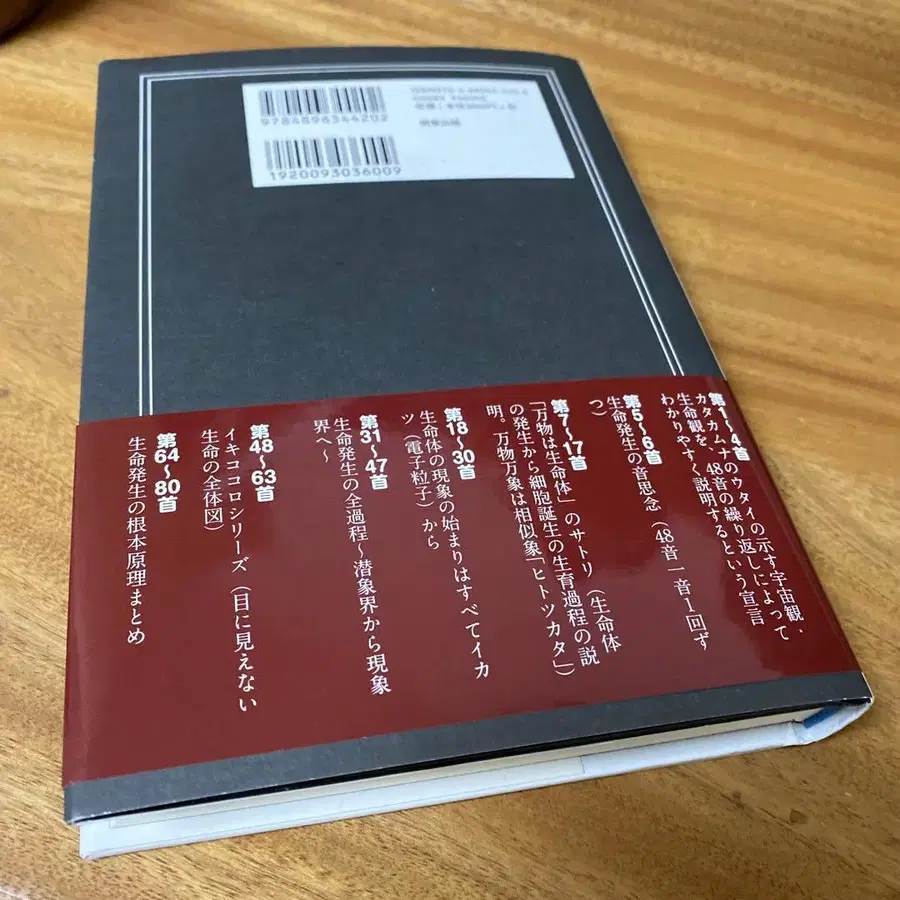 9784896344202
1920093036009
第1〜4首
カタカムナのウタイの示す宇宙観・
生命観を、48音の繰り返しによって
わかりやすく説明するという宣言
第5〜6首
生命発生の音思念(48音一音1回ず
つ)
第7〜17首
「万物は生命体」のサトリ(生命体
の発生から細胞誕生の生育過程の説
明。万物万象は相似象「ヒトツカタ」)
第18〜30首
生命体の現象の始まりはすべてイカ
ツ(電子粒子)から
第31〜47首
生命発生の全過程〜潜象界から現象
界へ〜
第48〜63首
イキココロシリーズ(目に見えない
生命の全体図)
第64〜80首
生命発生の根本原理まとめ